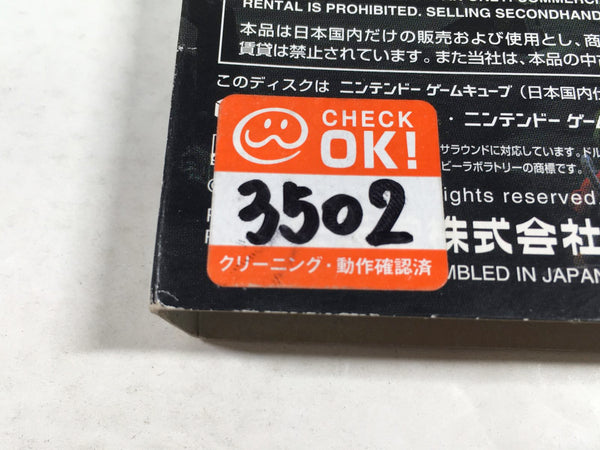 RENTAL IS PROHIBITED. SELLING SECONDHAND
本品は日本国内だけの販売および使用とし、商
賃貸は禁止されています。また当社は、本品の中古
このディスクは ニンテンドー ゲームキューブ (日本国内仕
・ニンテンドー ゲー
サラウンドに対応しています。ドル
ビーラボラトリーの商標です。
CHECK
OK!
3502
クリーニング・動作確認済
ights reserved.
株式会社
MBLED IN JAPAN